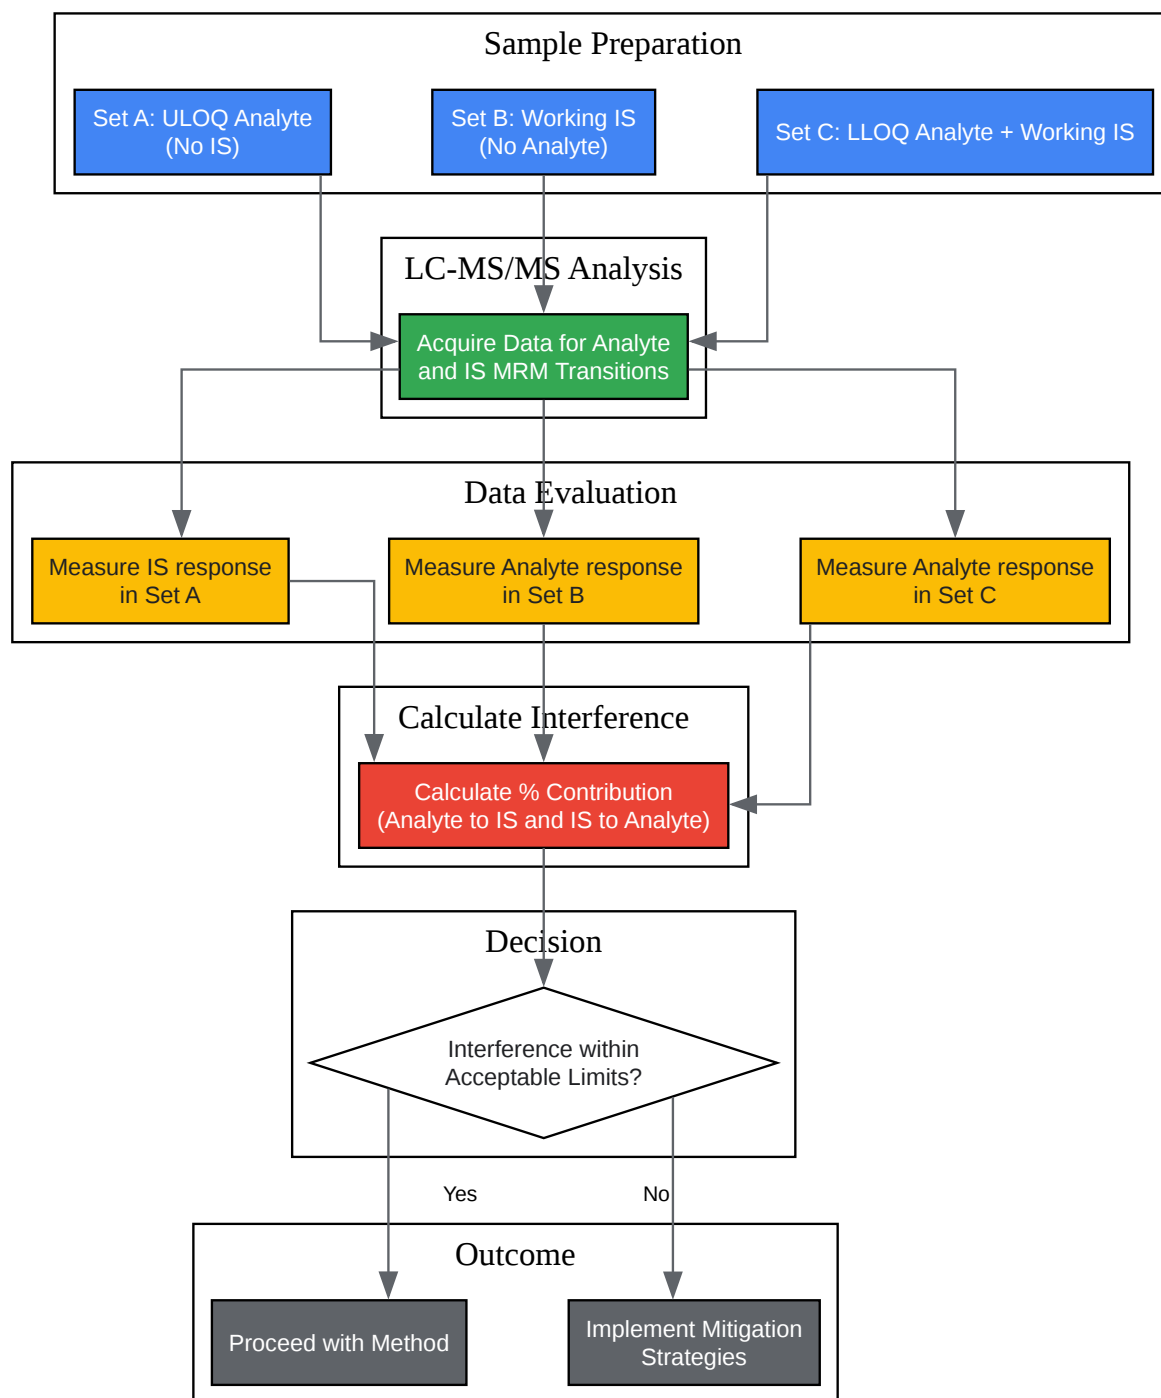 Sample Preparation
Set A: ULOQ Analyte
(No IS)
Set B: Working IS
(No Analyte)
Set C: LLOQ Analyte + Working IS
LC-MS/MS Analysis
Acquire Data for Analyte
and IS MRM Transitions
Data Evaluation
Measure IS response
in Set A
Measure Analyte response
in Set B
Measure Analyte response
in Set C
Calculate Interference
Calculate % Contribution
(Analyte to IS and IS to Analyte)
Decision
Interference within
Acceptable Limits?
Yes
No
Outcome
Proceed with Method
Implement Mitigation
Strategies